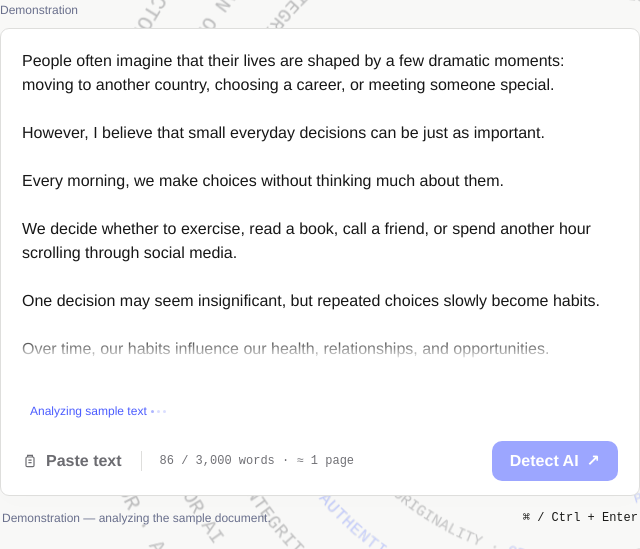 Demonstration
People often imagine that their lives are shaped by a few dramatic moments:
moving to another country, choosing a career, or meeting someone special.
However, I believe that small everyday decisions can be just as important.
Every morning, we make choices without thinking much about them.
We decide whether to exercise, read a book, call a friend, or spend another hour
scrolling through social media.
One decision may seem insignificant, but repeated choices slowly become habits.
Over time, our habits influence our health, relationships, and opportunities.
Analyzing sample text
Paste text
86 / 3,000 words · ≈ 1 page
Detect AI ↗
Demonstration — analyzing the sample document.
⌘ / Ctrl + Enter
OR AI
ORIGINALITY